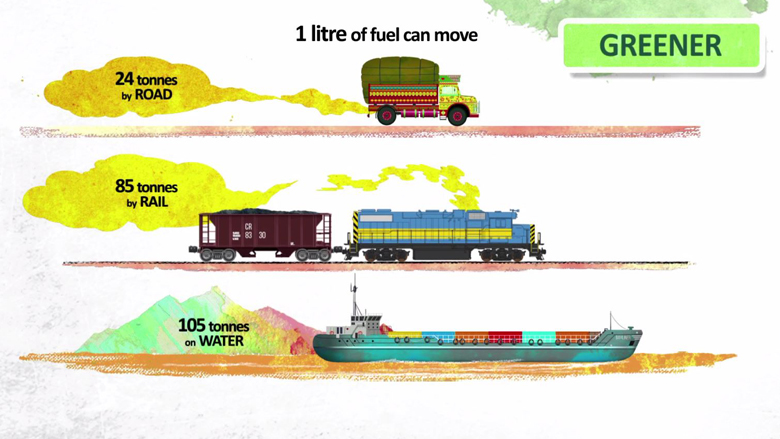 1 litre of fuel can move
GREENER
24 tonnes
by ROAD
85 tonnes
by RAIL
CR
83 30
105 tonnes
on WATER